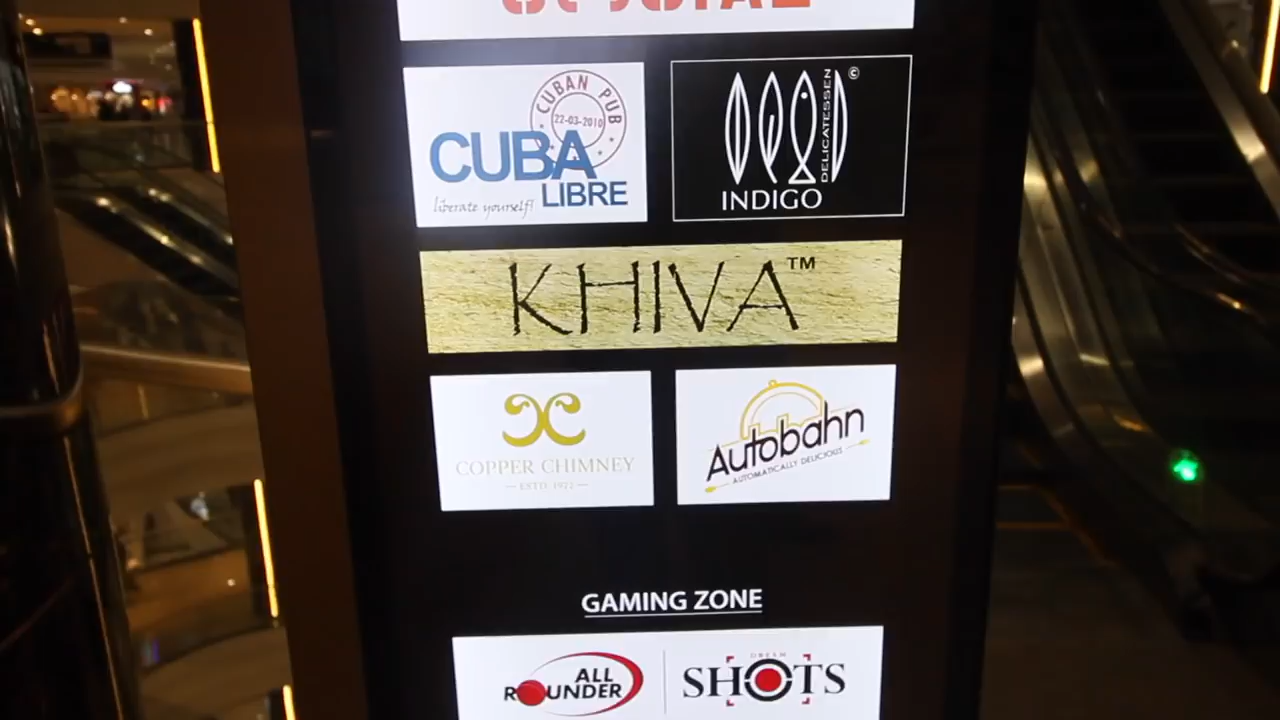 CUBAN PUB
22-03-2010
CUBA
LIBRE
liberate yourself!
©
DELICATESSEN
INDIGO
KHIVA™
COPPER CHIMNEY
ESTD 1972
Autobahn
AUTOMATICALLY DELICIOUS
GAMING ZONE
ALL
ROUNDER
DREAM
SHOTS